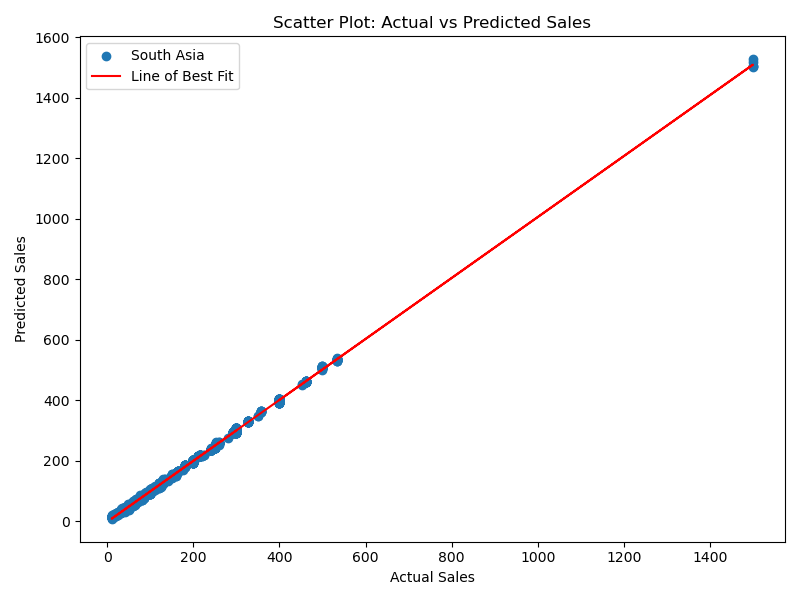 Scatter Plot: Actual vs Predicted Sales
South Asia
Line of Best Fit
1600
1400
1200
1000
800
600
400
200
0
Predicted Sales
0 200 400 600 800 1000 1200 1400
Actual Sales